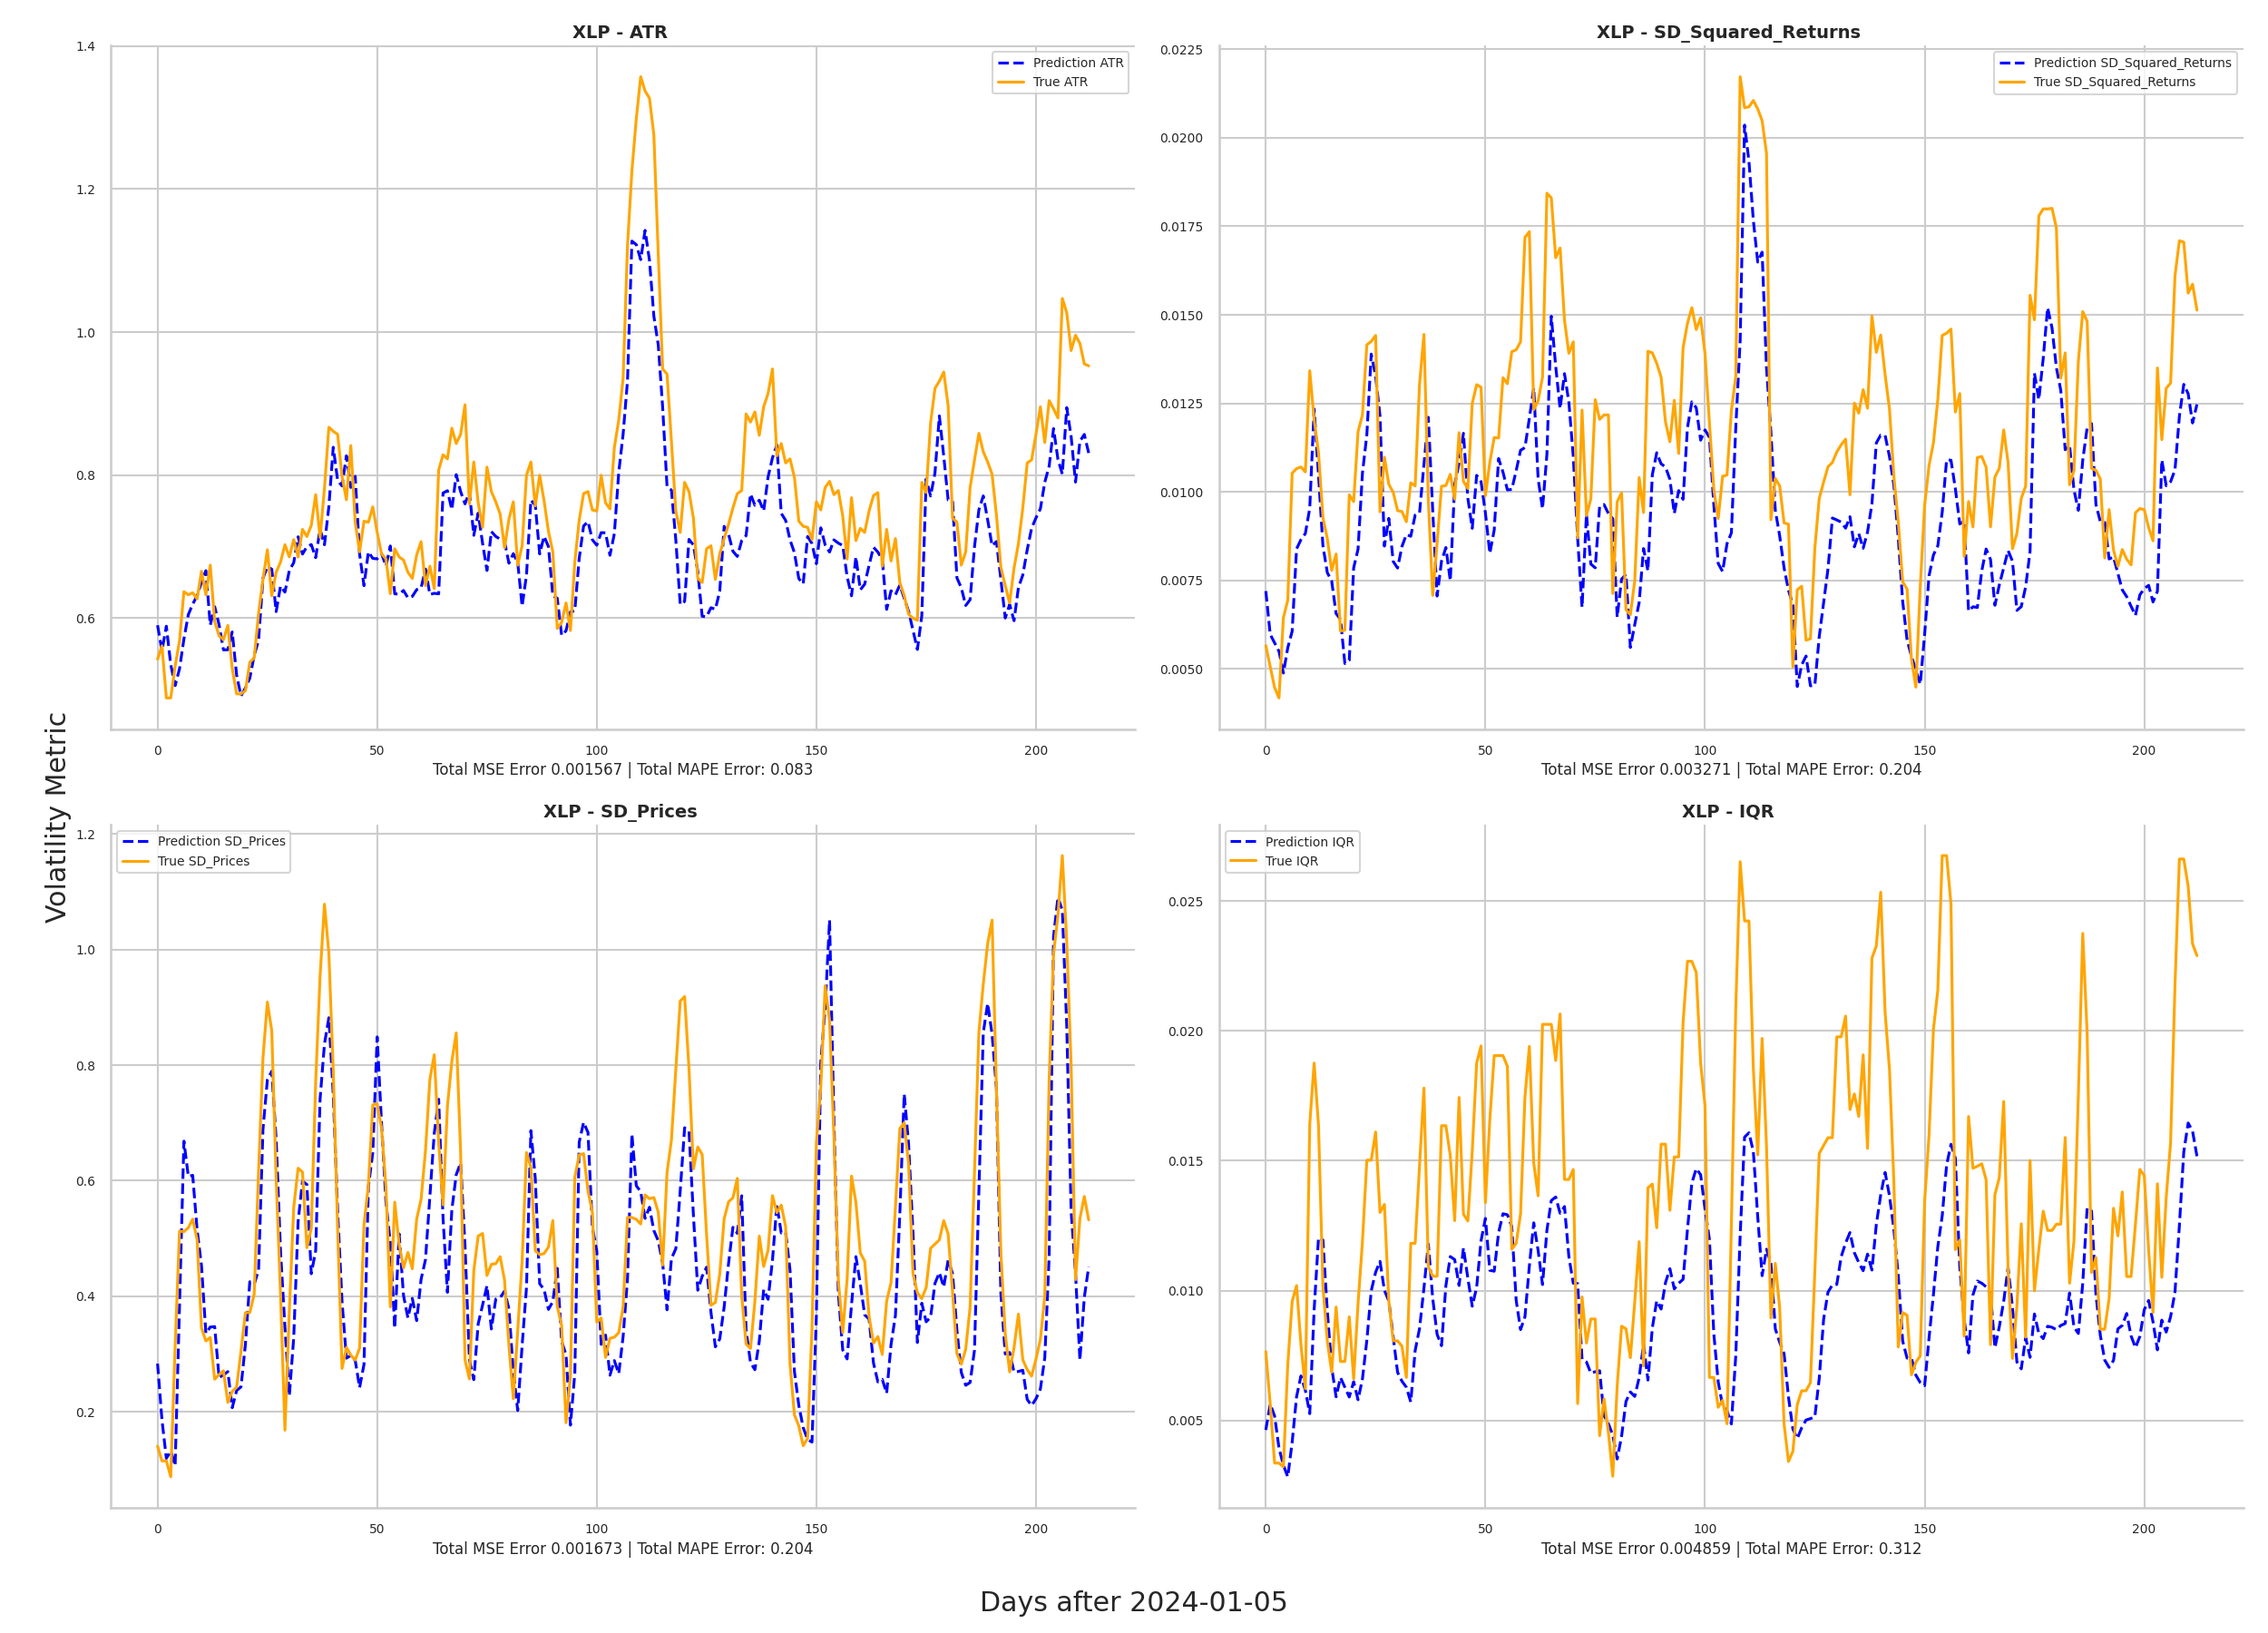 XLP - ATR
1.4
1.2
1.0
0.8
0.6
Prediction ATR
True ATR
0 50 100 150 200
Total MSE Error 0.001567 | Total MAPE Error: 0.083
XLP - SD_Squared_Returns
0.0225
0.0200
0.0175
0.0150
0.0125
0.0100
0.0075
0.0050
Prediction SD_Squared_Returns
True SD_Squared_Returns
0 50 100 150 200
Total MSE Error 0.003271 | Total MAPE Error: 0.204
Volatility Metric
XLP - SD_Prices
1.2
1.0
0.8
0.6
0.4
0.2
Prediction SD_Prices
True SD_Prices
0 50 100 150 200
Total MSE Error 0.001673 | Total MAPE Error: 0.204
XLP - IQR
0.025
0.020
0.015
0.010
0.005
Prediction IQR
True IQR
0 50 100 150 200
Total MSE Error 0.004859 | Total MAPE Error: 0.312
Days after 2024-01-05